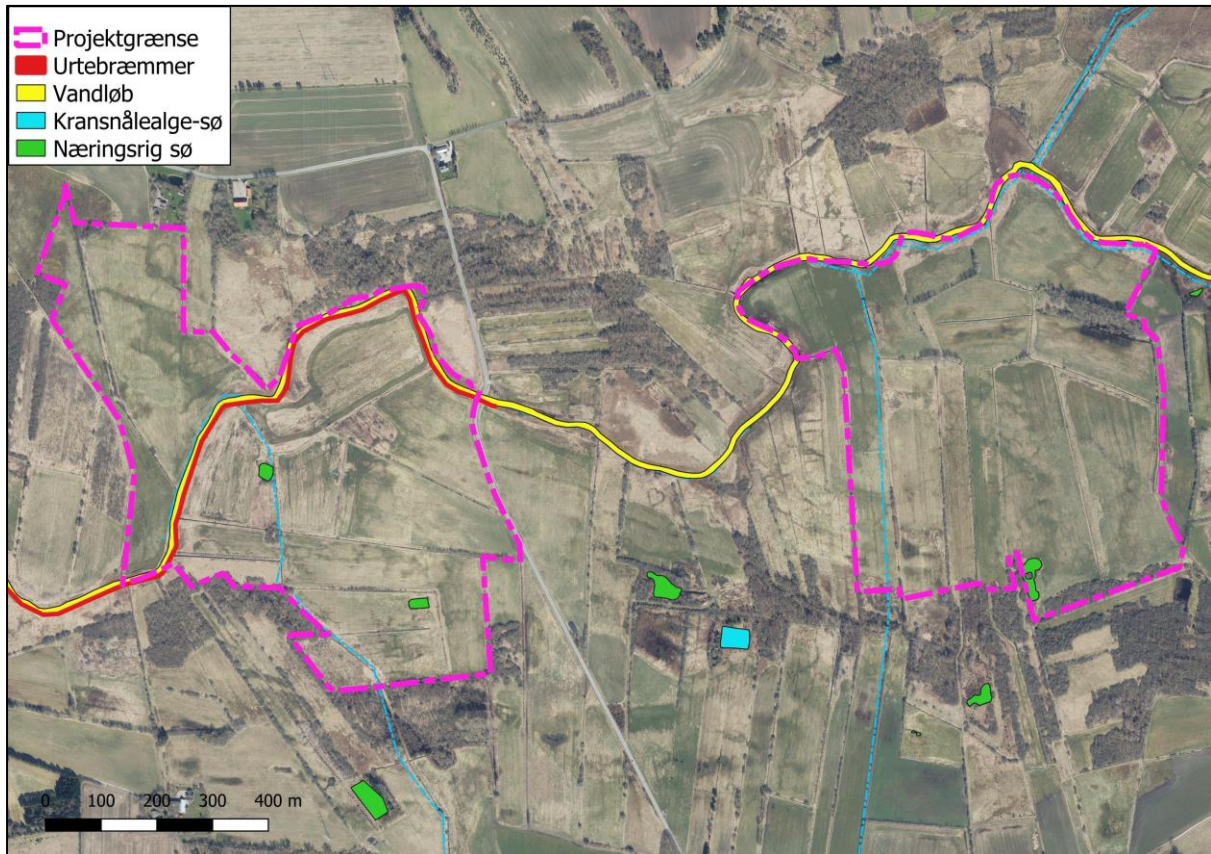 Projektgrænse
Urtebræmmer
Vandløb
Kransnålealge-sø
Næringsrig sø
0 100 200 300 400 m